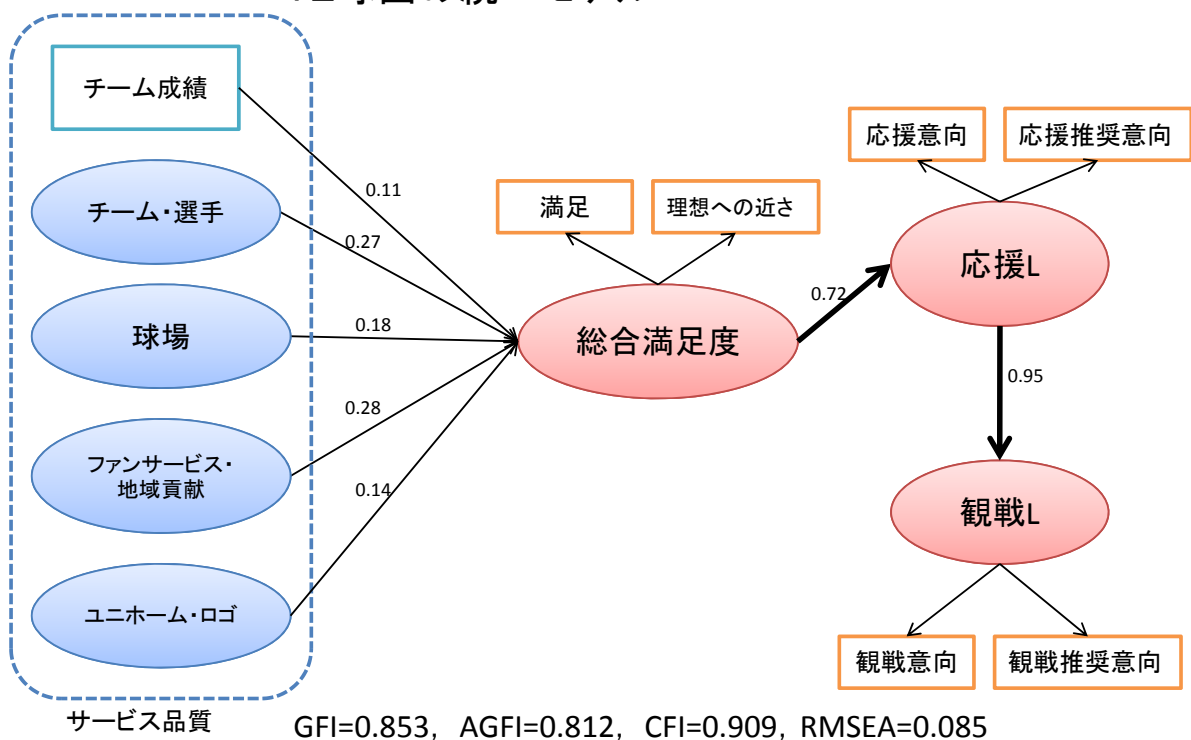 チーム成績
チーム・選手
球場
ファンサービス・
地域貢献
ユニホーム・ロゴ
サービス品質
0.11
0.27
0.18
0.28
0.14
満足
理想への近さ
総合満足度
0.72
応援意向
応援推奨意向
応援L
0.95
観戦L
観戦意向
観戦推奨意向
GFI=0.853, AGFI=0.812, CFI=0.909, RMSEA=0.085